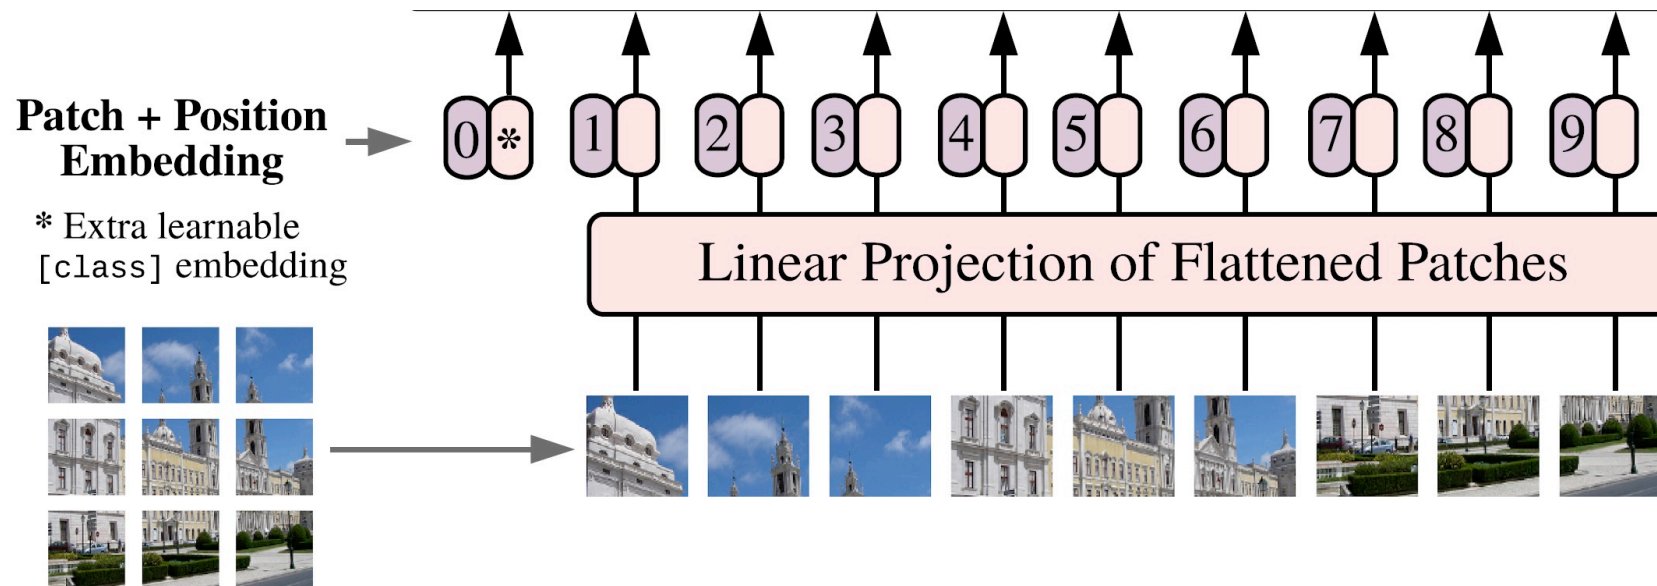 Patch + Position
Embedding
0 * 1 2 3 4 5 6 7 8 9
* Extra learnable
[class] embedding
Linear Projection of Flattened Patches